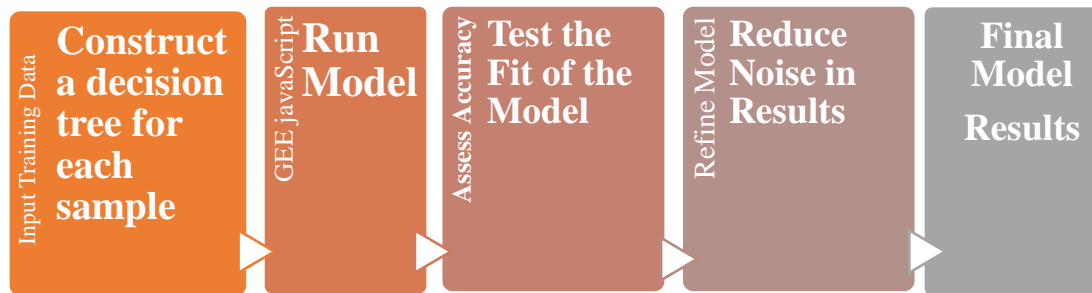 Input Training Data
Construct
a decision
tree for
each
sample
GEE javaScript
Run
Model
Assess Accuracy
Test the
Fit of the
Model
Refine Model
Reduce
Noise in
Results
Final
Model
Results